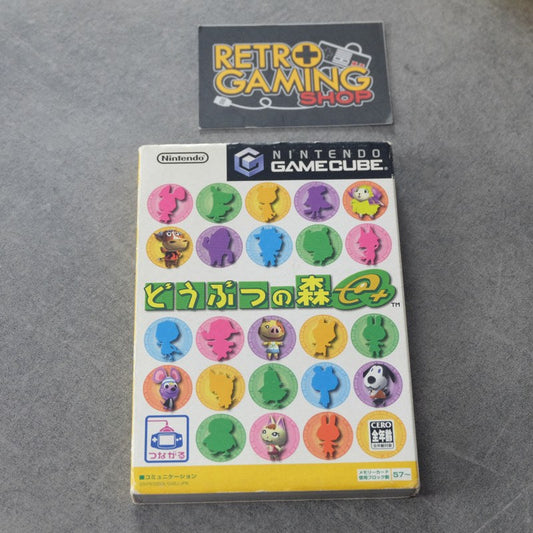 RETRO
GAMING
SHOP
Nintendo
NINTENDO
GAMECUBE
どうぶつの森e+
TM
つながる
CERO
全年齢
■コミュニケーション
メモリーカード
使用ブロック数
57~